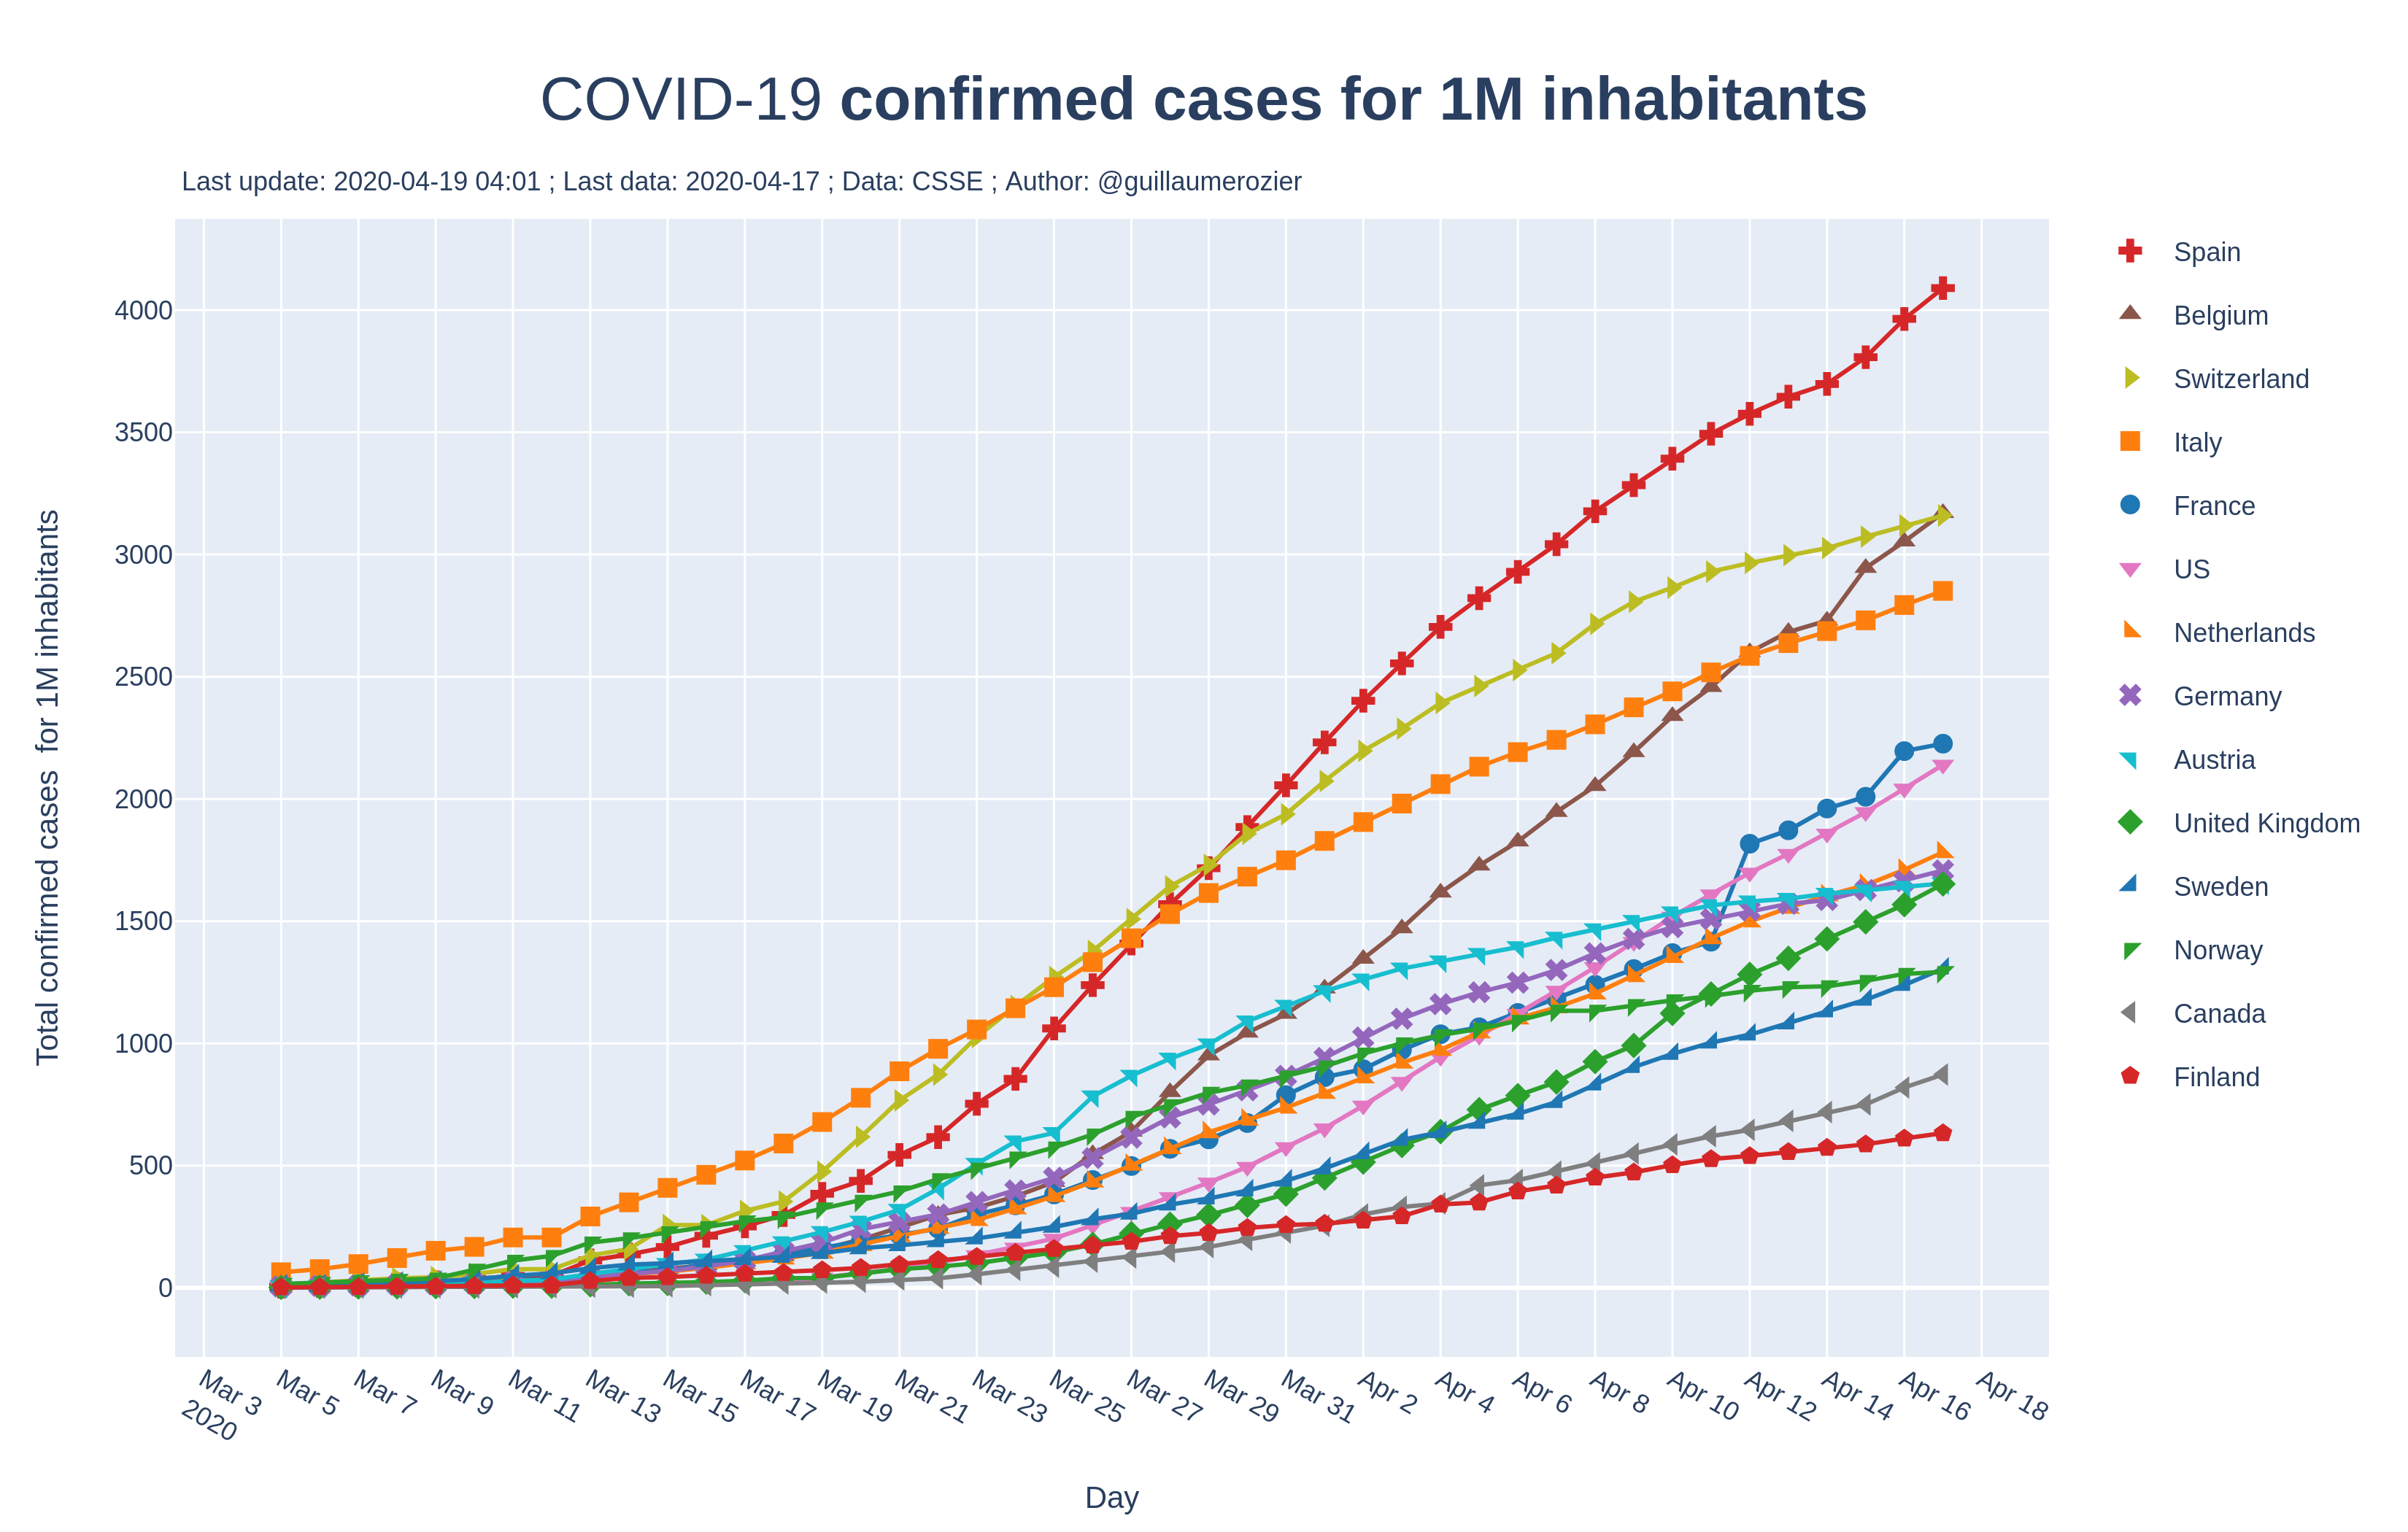 COVID-19 confirmed cases for 1M inhabitants
Last update: 2020-04-19 04:01 ; Last data: 2020-04-17 ; Data: CSSE ; Author: @guillaumerozier
Total confirmed cases  for 1M inhabitants
4000
3500
3000
2500
2000
1500
1000
500
0
Mar 3
2020
Mar 5
Mar 7
Mar 9
Mar 11
Mar 13
Mar 15
Mar 17
Mar 19
Mar 21
Mar 23
Mar 25
Mar 27
Mar 29
Mar 31
Apr 2
Apr 4
Apr 6
Apr 8
Apr 10
Apr 12
Apr 14
Apr 16
Apr 18
Day
Spain
Belgium
Switzerland
Italy
France
US
Netherlands
Germany
Austria
United Kingdom
Sweden
Norway
Canada
Finland